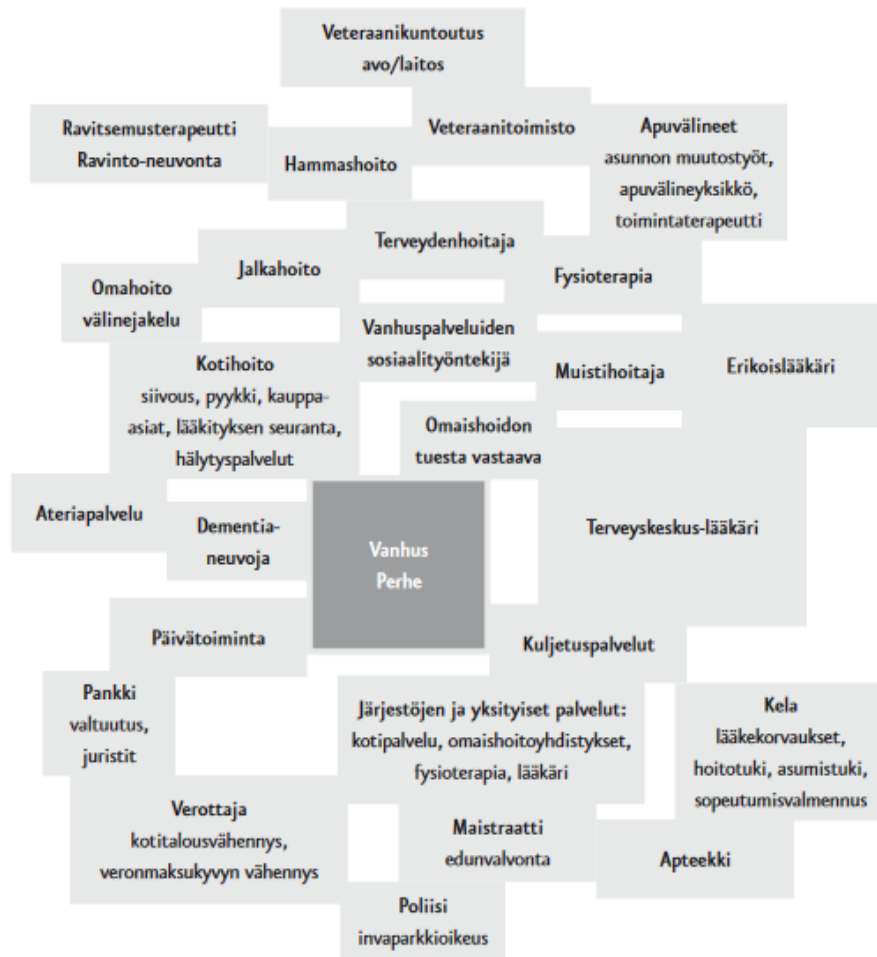 Veteraanikuntoutus
avo/laitos
Ravitsemusterapeutti
Ravinto-neuvonta
Hammashoito
Veteraanitoimisto
Apuvälineet
asunnon muutostyöt,
apuvälineyksikkö,
toimintaterapeutti
Terveydenhoitaja
Jalkahoito
Fysioterapia
Omahoito
välinejakelu
Vanhuspalveluiden
sosiaalityöntekijä
Muistihoitaja
Erikoislääkäri
Kotihoito
siivous, pyykki, kauppa-
asiat, lääkityksen seuranta,
hälytyspalvelut
Omaishoidon
tuesta vastaava
Ateriapalvelu
Dementia-
neuvoja
Vanhus
Perhe
Terveyskeskus-lääkäri
Päivätoiminta
Kuljetuspalvelut
Pankki
valtuutus,
juristit
Järjestöjen ja yksityiset palvelut:
kotipalvelu, omaishoitoyhdistykset,
fysioterapia, lääkäri
Kela
lääkekorvaukset,
hoitotuki, asumistuki,
sopeutumisvalmennus
Verottaja
kotitalousvähennys,
veronmaksukyvyn vähennys
Maistraatti
edunvalvonta
Apteekki
Poliisi
invaparkkioikeus